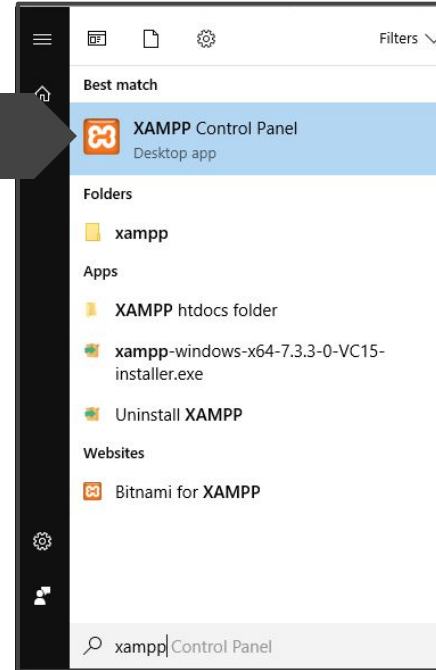 Filters
Best match
XAMPP Control Panel
Desktop app
Folders
xampp
Apps
XAMPP htdocs folder
xampp-windows-x64-7.3.3-0-VC15-
installer.exe
Uninstall XAMPP
Websites
Bitnami for XAMPP
xampp Control Panel